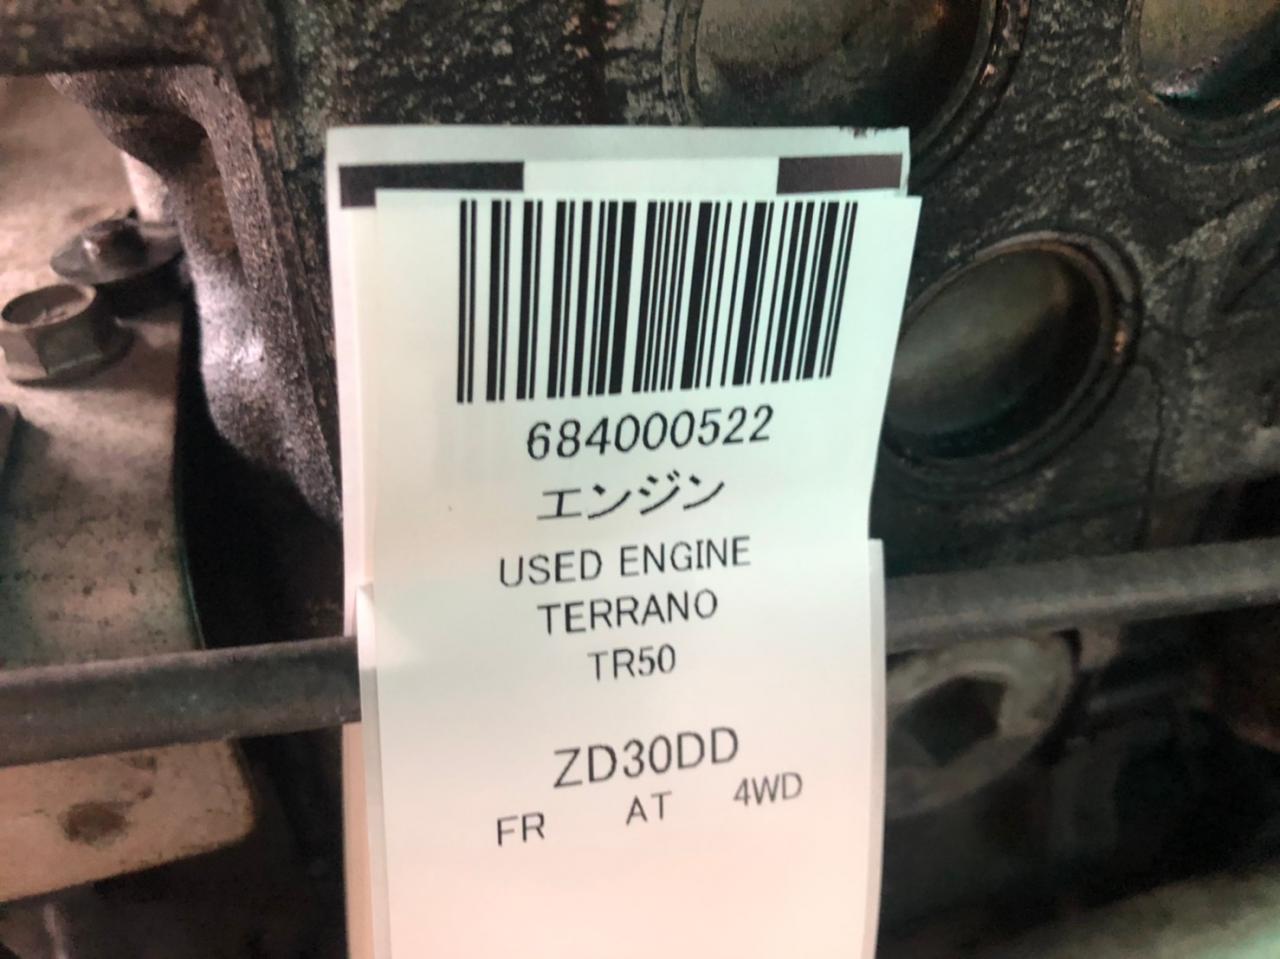 684000522
エンジン
USED ENGINE
TERRANO
TR50
ZD30DD
FR AT 4WD